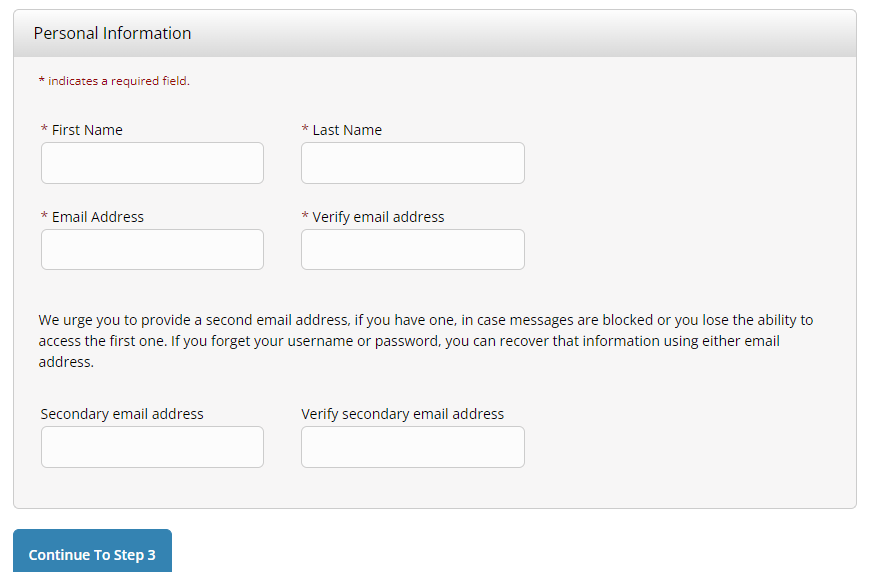 Personal Information
* indicates a required field.
* First Name
* Last Name
* Email Address
* Verify email address
We urge you to provide a second email address, if you have one, in case messages are blocked or you lose the ability to
access the first one. If you forget your username or password, you can recover that information using either email
address.
Secondary email address
Verify secondary email address
Continue To Step 3